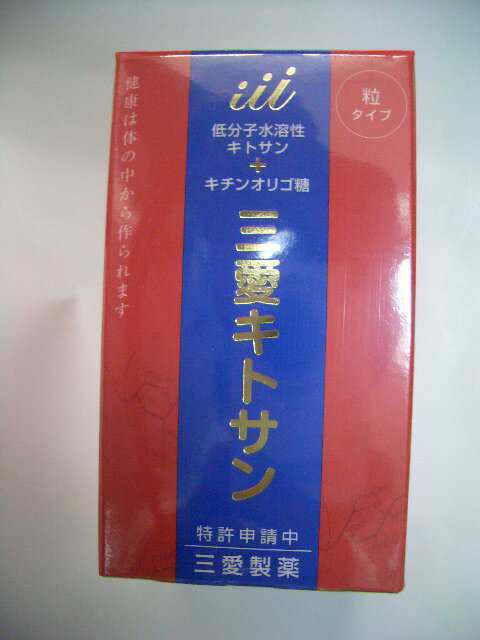 健康は体の中から作られます
iii
低分子水溶性
キトサン
+
キチンオリゴ糖
粒
タイプ
三愛キトサン
特許申請中
三愛製薬